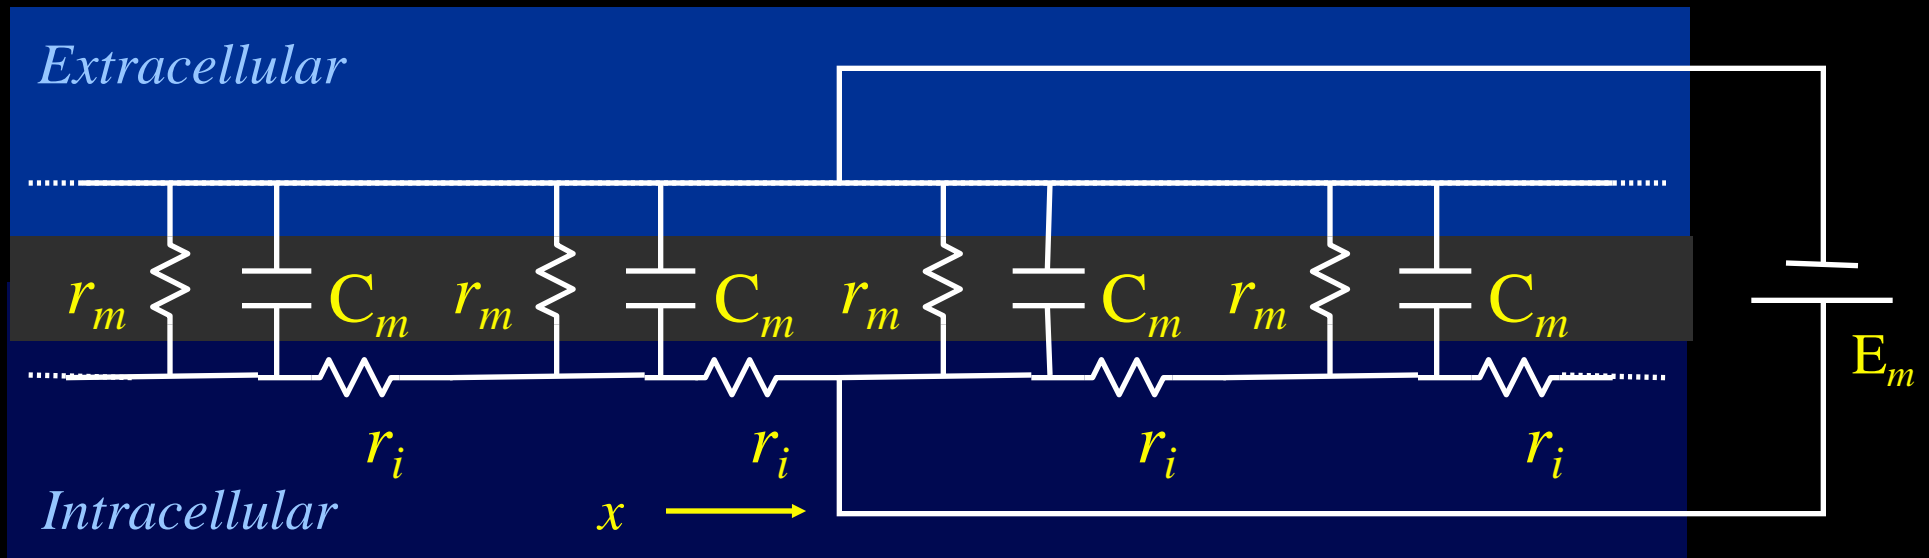 Extracellular
r_m C_m r_m C_m r_m C_m r_m C_m
E_m
r_i r_i r_i r_i
Intracellular x